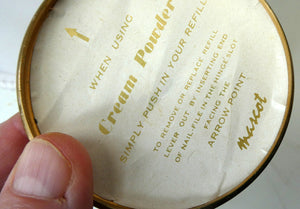 WHEN USING
Cream Powder
SIMPLY PUSH IN YOUR REFILL
TO REMOVE OR REPLACE REFILL
LEVER OUT BY INSERTING END
OF NAIL-FILE IN THE HINGE SLOT
FACING THE
ARROW POINT
Mascot